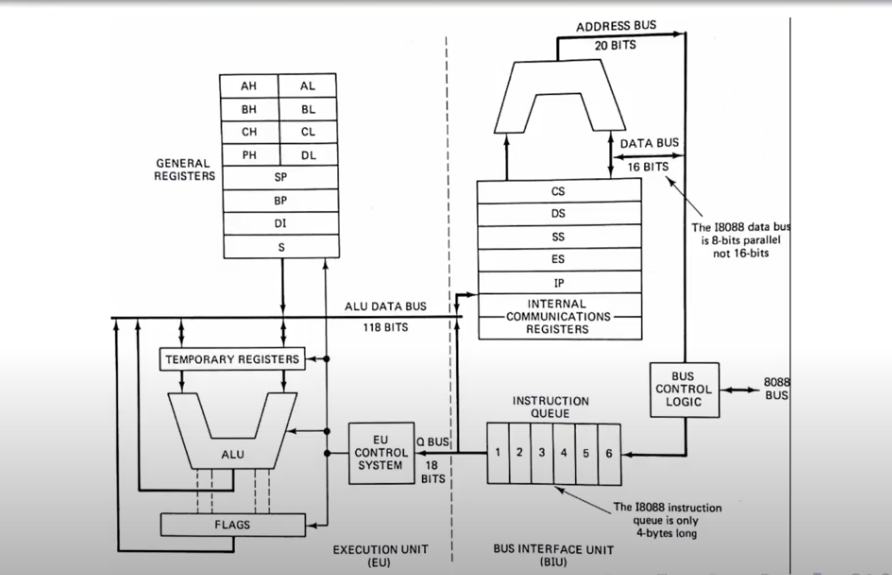 ADDRESS BUS
20 BITS
AH
AL
BH
BL
CH
CL
PH
DL
GENERAL
REGISTERS
SP
BP
DI
S
DATA BUS
16 BITS
CS
DS
SS
ES
IP
INTERNAL
COMMUNICATIONS
REGISTERS
The I8088 data bus
is 8-bits parallel
not 16-bits
ALU DATA BUS
118 BITS
TEMPORARY REGISTERS
ALU
FLAGS
EU
CONTROL
SYSTEM
Q BUS
18
BITS
INSTRUCTION
QUEUE
1 2 3 4 5 6
BUS
CONTROL
LOGIC
8088
BUS
The I8088 instruction
queue is only
4-bytes long
EXECUTION UNIT
(EU)
BUS INTERFACE UNIT
(BIU)